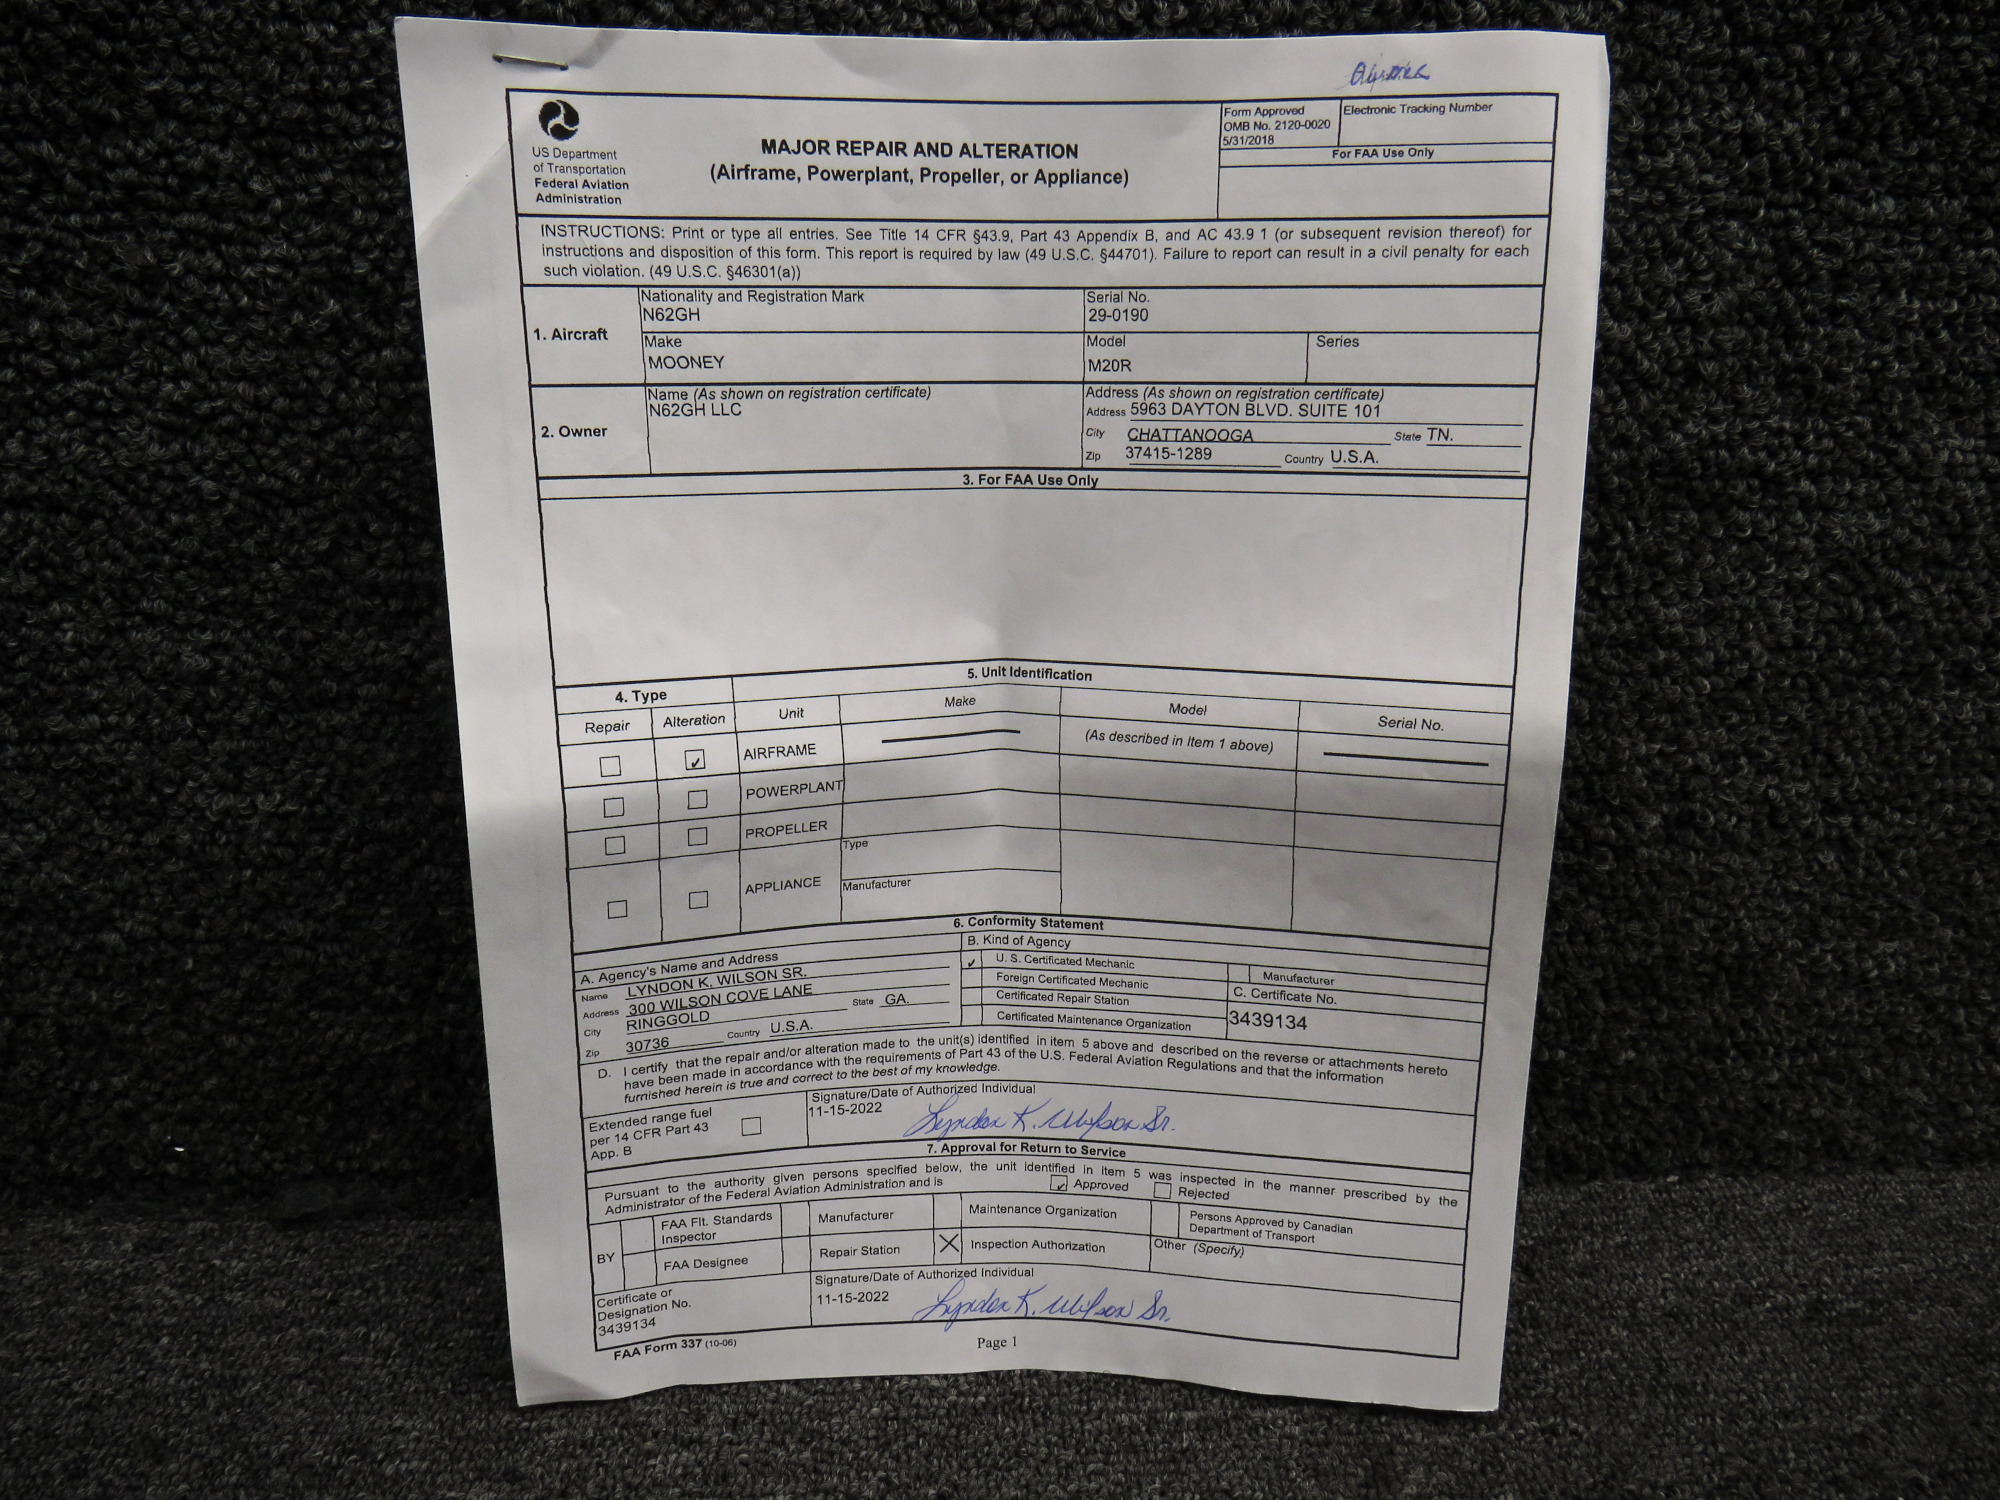 Form Approved
OMB No. 2120-0020
5/31/2018
Electronic Tracking Number
For FAA Use Only
US Department
of Transportation
Federal Aviation
Administration
MAJOR REPAIR AND ALTERATION
(Airframe, Powerplant, Propeller, or Appliance)
INSTRUCTIONS: Print or type all entries. See Title 14 CFR §43.9, Part 43 Appendix B, and AC 43.9 1 (or subsequent revision thereof) for
instructions and disposition of this form. This report is required by law (49 U.S.C. §44701). Failure to report can result in a civil penalty for each
such violation. (49 U.S.C. §46301(a))
1. Aircraft
Nationality and Registration Mark
N62GH
Serial No.
29-0190
Make
MOONEY
Model
M20R
Series
2. Owner
Name (As shown on registration certificate)
N62GH LLC
Address (As shown on registration certificate)
Address 5963 DAYTON BLVD. SUITE 101
City CHATTANOOGA State TN.
Zip 37415-1289 Country U.S.A.
3. For FAA Use Only
4. Type
5. Unit Identification
Repair Alteration Unit Make Model Serial No.
✓ AIRFRAME (As described in Item 1 above)
POWERPLANT
PROPELLER
APPLIANCE
Type
Manufacturer
6. Conformity Statement
A. Agency's Name and Address
Name LYNDON K. WILSON SR.
Address 300 WILSON COVE LANE
City RINGGOLD State GA.
Zip 30736 Country U.S.A.
B. Kind of Agency
✓ U. S. Certificated Mechanic
Manufacturer
Foreign Certificated Mechanic
C. Certificate No.
Certificated Repair Station
3439134
Certificated Maintenance Organization
D. I certify that the repair and/or alteration made to the unit(s) identified in item 5 above and described on the reverse or attachments hereto
have been made in accordance with the requirements of Part 43 of the U.S. Federal Aviation Regulations and that the information
furnished herein is true and correct to the best of my knowledge.
Extended range fuel
per 14 CFR Part 43
App. B
Signature/Date of Authorized Individual
11-15-2022 Lyndon K. Wilson Sr.
7. Approval for Return to Service
Pursuant to the authority given persons specified below, the unit identified in item 5 was inspected in the manner prescribed by the
Administrator of the Federal Aviation Administration and is ✓ Approved Rejected
BY
FAA Flt. Standards
Inspector
Manufacturer
Maintenance Organization
Persons Approved by Canadian
Department of Transport
FAA Designee
Repair Station
X Inspection Authorization
Other (Specify)
Certificate or
Designation No.
3439134
Signature/Date of Authorized Individual
11-15-2022 Lyndon K. Wilson Sr.
FAA Form 337 (10-06)
Page 1